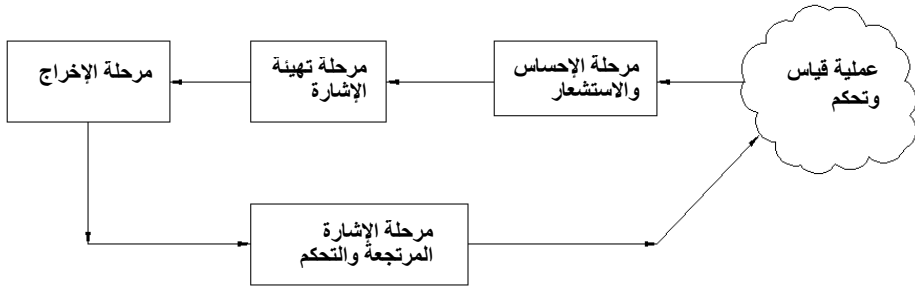 عملية قياس
وتحكم
مرحلة الإحساس
والاستشعار
مرحلة تهيئة
الإشارة
مرحلة الإخراج
مرحلة الإشارة
المرتجعة والتحكم